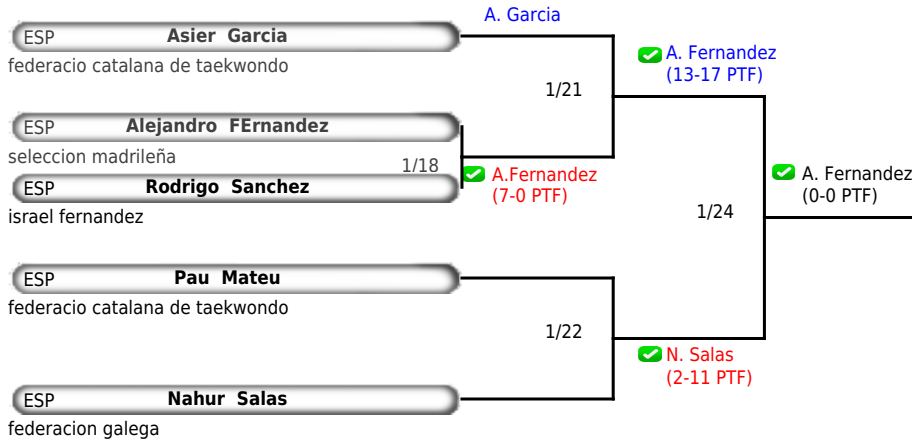 A. Garcia
ESP Asier Garcia
federacio catalana de taekwondo
A. Fernandez
(13-17 PTF)
1/21
ESP Alejandro FErnandez
seleccion madrileña
1/18
A.Fernandez
(7-0 PTF)
ESP Rodrigo Sanchez
israel fernandez
A. Fernandez
(0-0 PTF)
1/24
ESP Pau Mateu
federacio catalana de taekwondo
1/22
N. Salas
(2-11 PTF)
ESP Nahur Salas
federacion galega